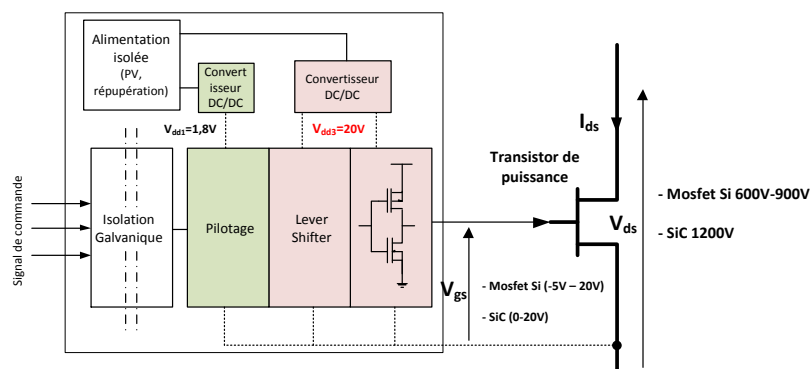 Alimentation
isolée
(PV,
répupération)
Convert
isseur
DC/DC
Convertisseur
DC/DC
Vdd1=1,8V
Vdd3=20V
Signal de commande
Isolation
Galvanique
Pilotage
Lever
Shifter
Transistor de
puissance
Ids
Vds
- Mosfet Si 600V-900V
- SiC 1200V
Vgs
- Mosfet Si (-5V – 20V)
- SiC (0-20V)